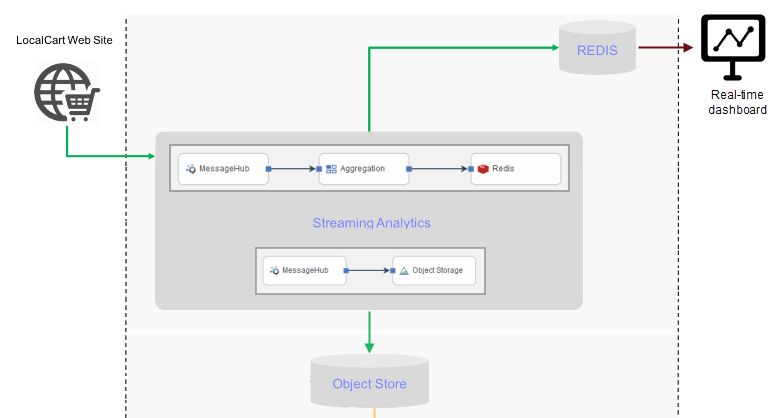 LocalCart Web Site
REDIS
Real-time
dashboard
MessageHub
Aggregation
Redis
Streaming Analytics
MessageHub
Object Storage
Object Store